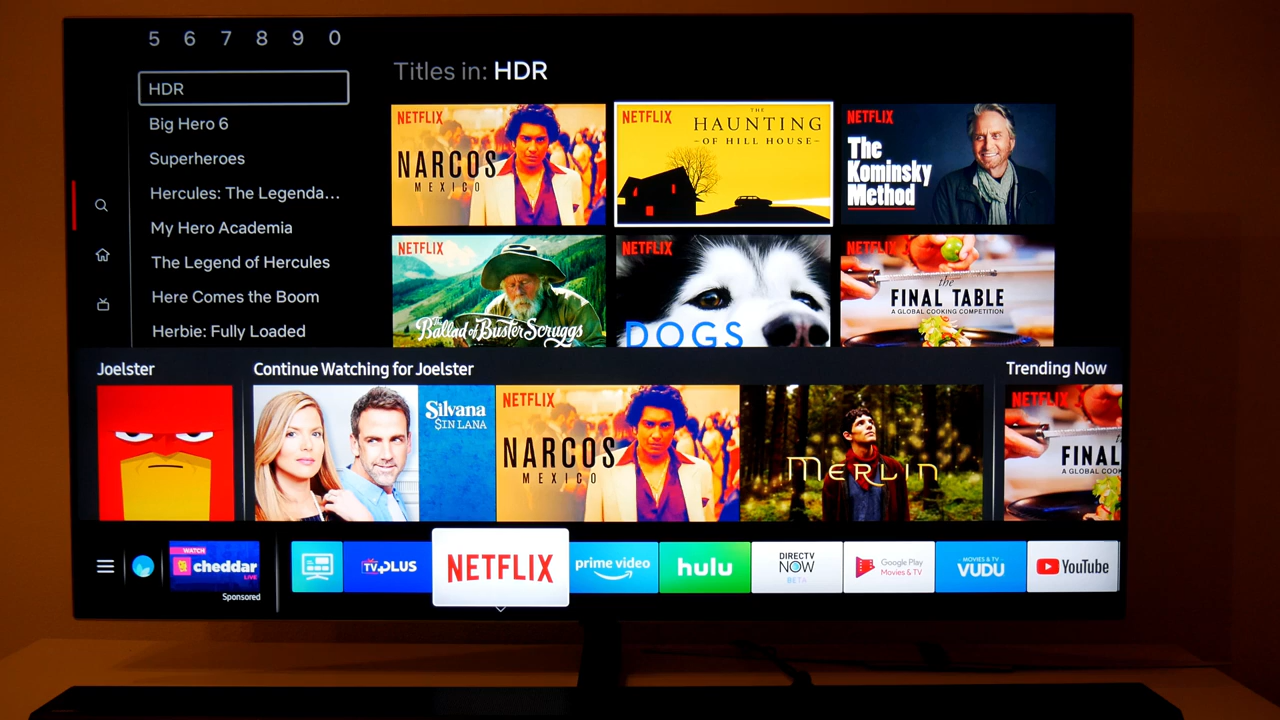 5 6 7 8 9 0
HDR
Big Hero 6
Superheroes
Hercules: The Legenda...
My Hero Academia
The Legend of Hercules
Here Comes the Boom
Herbie: Fully Loaded
Titles in: HDR
NETFLIX
NARCOS
MEXICO
NETFLIX
THE
HAUNTING
-OF HILL HOUSE-
NETFLIX
The
Kominsky
Method
NETFLIX
The
Ballad of Buster Scruggs
NETFLIX
DOGS
NETFLIX
the
FINAL TABLE
A GLOBAL COOKING COMPETITION
Joelster
Continue Watching for Joelster
Trending Now
Silvana
$IN LANA
NETFLIX
NARCOS
MEXICO
MERLIN
NETFLIX
FINAL
A GLOBAL COOK
WATCH
cheddar
LIVE
Sponsored
TV PLUS
NETFLIX
prime video
hulu
DIRECTV
NOW
BETA
Google Play
Movies & TV
MOVIES & TV
VUDU
YouTube